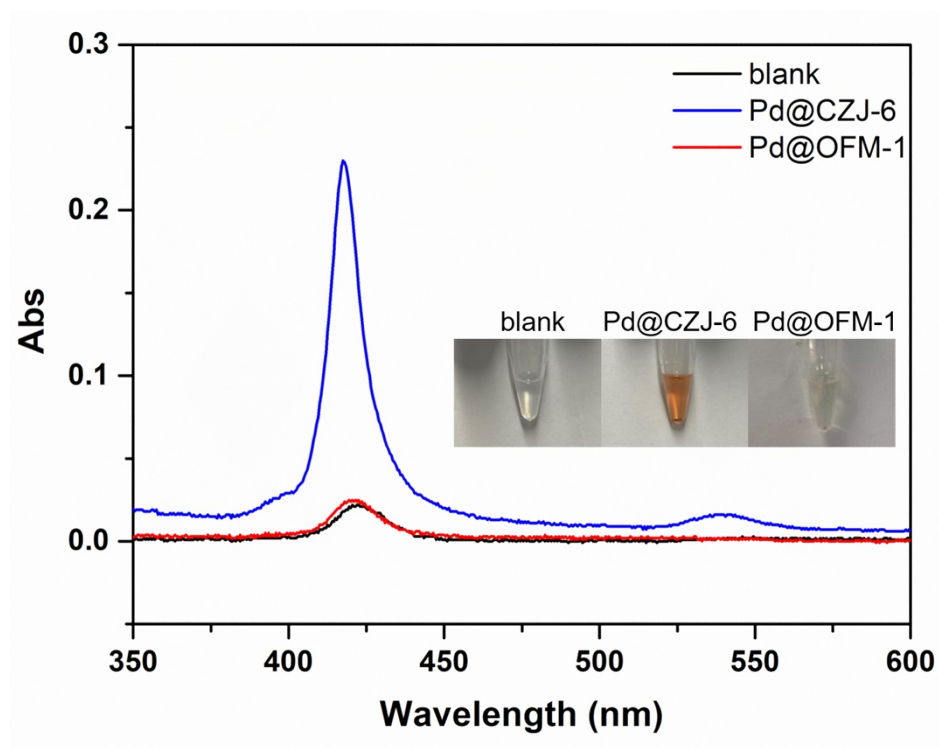 0.3
0.2
0.1
0.0
Abs
blank
Pd@CZJ-6
Pd@OFM-1
blank Pd@CZJ-6 Pd@OFM-1
350 400 450 500 550 600
Wavelength (nm)